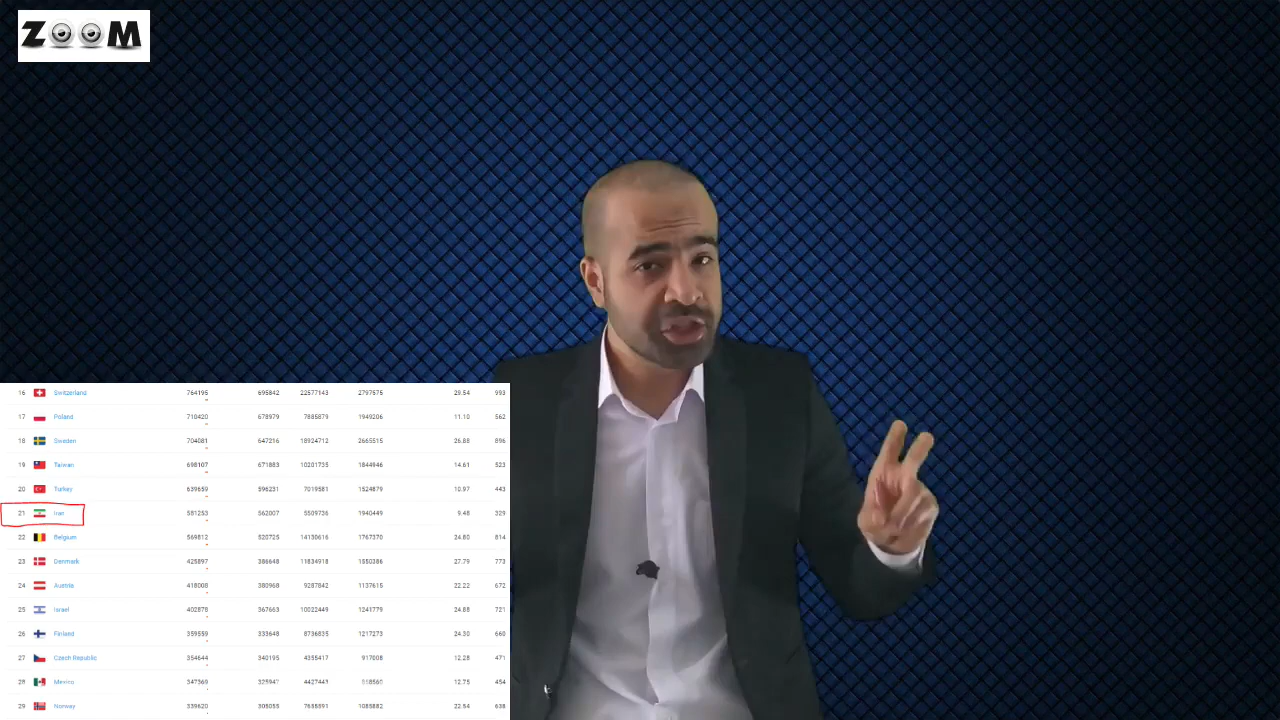 ZOOM
16 Switzerland 764195 695842 22577143 2797575 29.54 993
17 Poland 710420 678979 7885879 1949206 11.10 562
18 Sweden 704081 647216 18924712 2665515 26.88 896
19 Taiwan 698107 671883 10201735 1844946 14.61 523
20 Turkey 639659 596231 7019581 1524879 10.97 443
21 Iran 581253 562007 5509736 1940449 9.48 329
22 Belgium 569812 520725 14130616 1767370 24.80 814
23 Denmark 425897 386648 11834918 1550386 27.79 773
24 Austria 418008 380968 9287842 1137615 22.22 672
25 Israel 402878 367663 10022449 1241779 24.88 721
26 Finland 359559 333648 8736835 1217273 24.30 660
27 Czech Republic 354644 340195 4355417 917008 12.28 471
28 Mexico 347369 325947 4427443 12.75 454
29 Norway 339620 305055 7655591 1085882 22.54 638